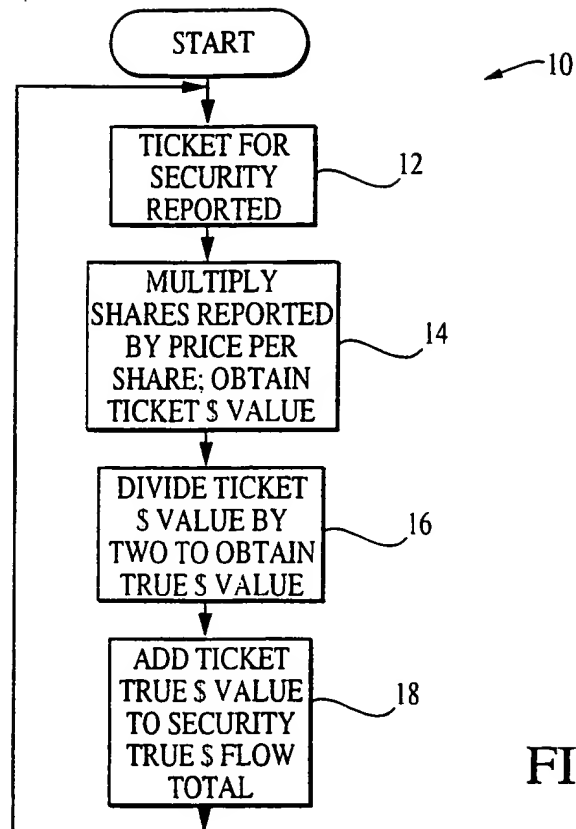 START
10
TICKET FOR
SECURITY
REPORTED
12
MULTIPLY
SHARES REPORTED
BY PRICE PER
SHARE; OBTAIN
TICKET $ VALUE
14
DIVIDE TICKET
$ VALUE BY
TWO TO OBTAIN
TRUE $ VALUE
16
ADD TICKET
TRUE $ VALUE
TO SECURITY
TRUE $ FLOW
TOTAL
18
FI